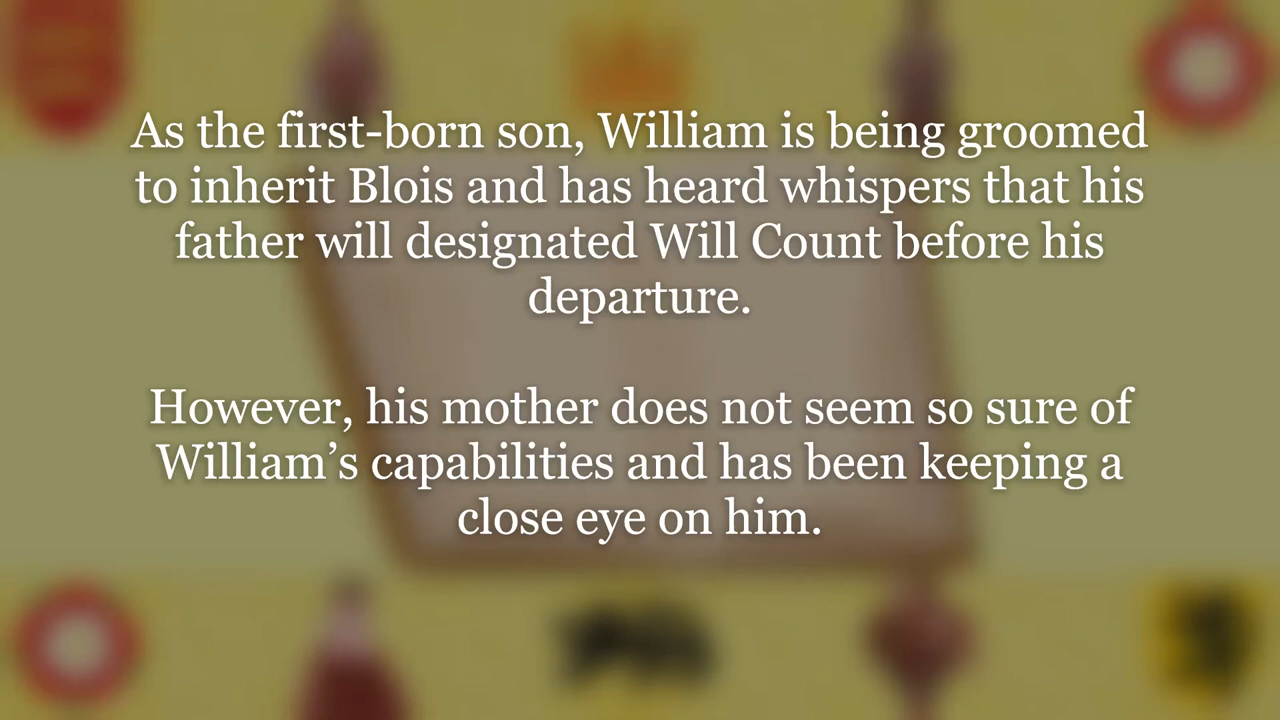 As the first-born son, William is being groomed
to inherit Blois and has heard whispers that his
father will designated Will Count before his
departure.
However, his mother does not seem so sure of
William’s capabilities and has been keeping a
close eye on him.